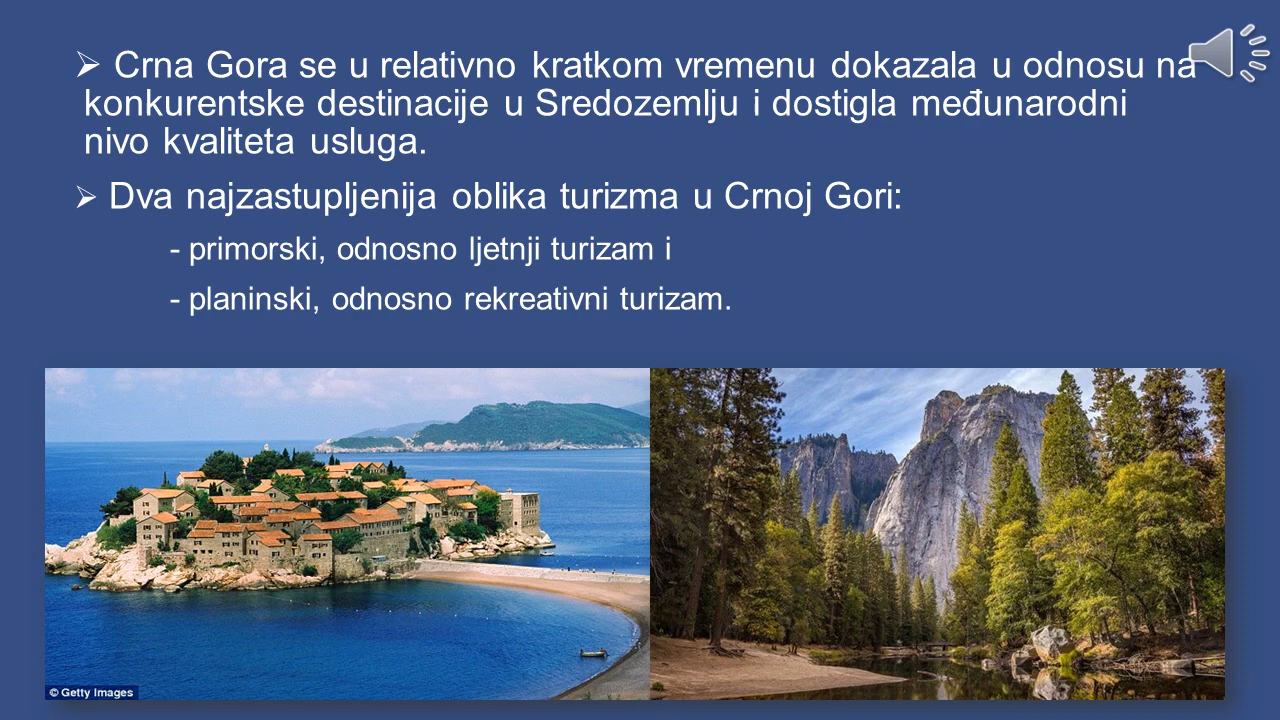 ➢ Crna Gora se u relativno kratkom vremenu dokazala u odnosu na
konkurentske destinacije u Sredozemlju i dostigla međunarodni
nivo kvaliteta usluga.
➢ Dva najzastupljenija oblika turizma u Crnoj Gori:
- primorski, odnosno ljetnji turizam i
- planinski, odnosno rekreativni turizam.
© Getty Images